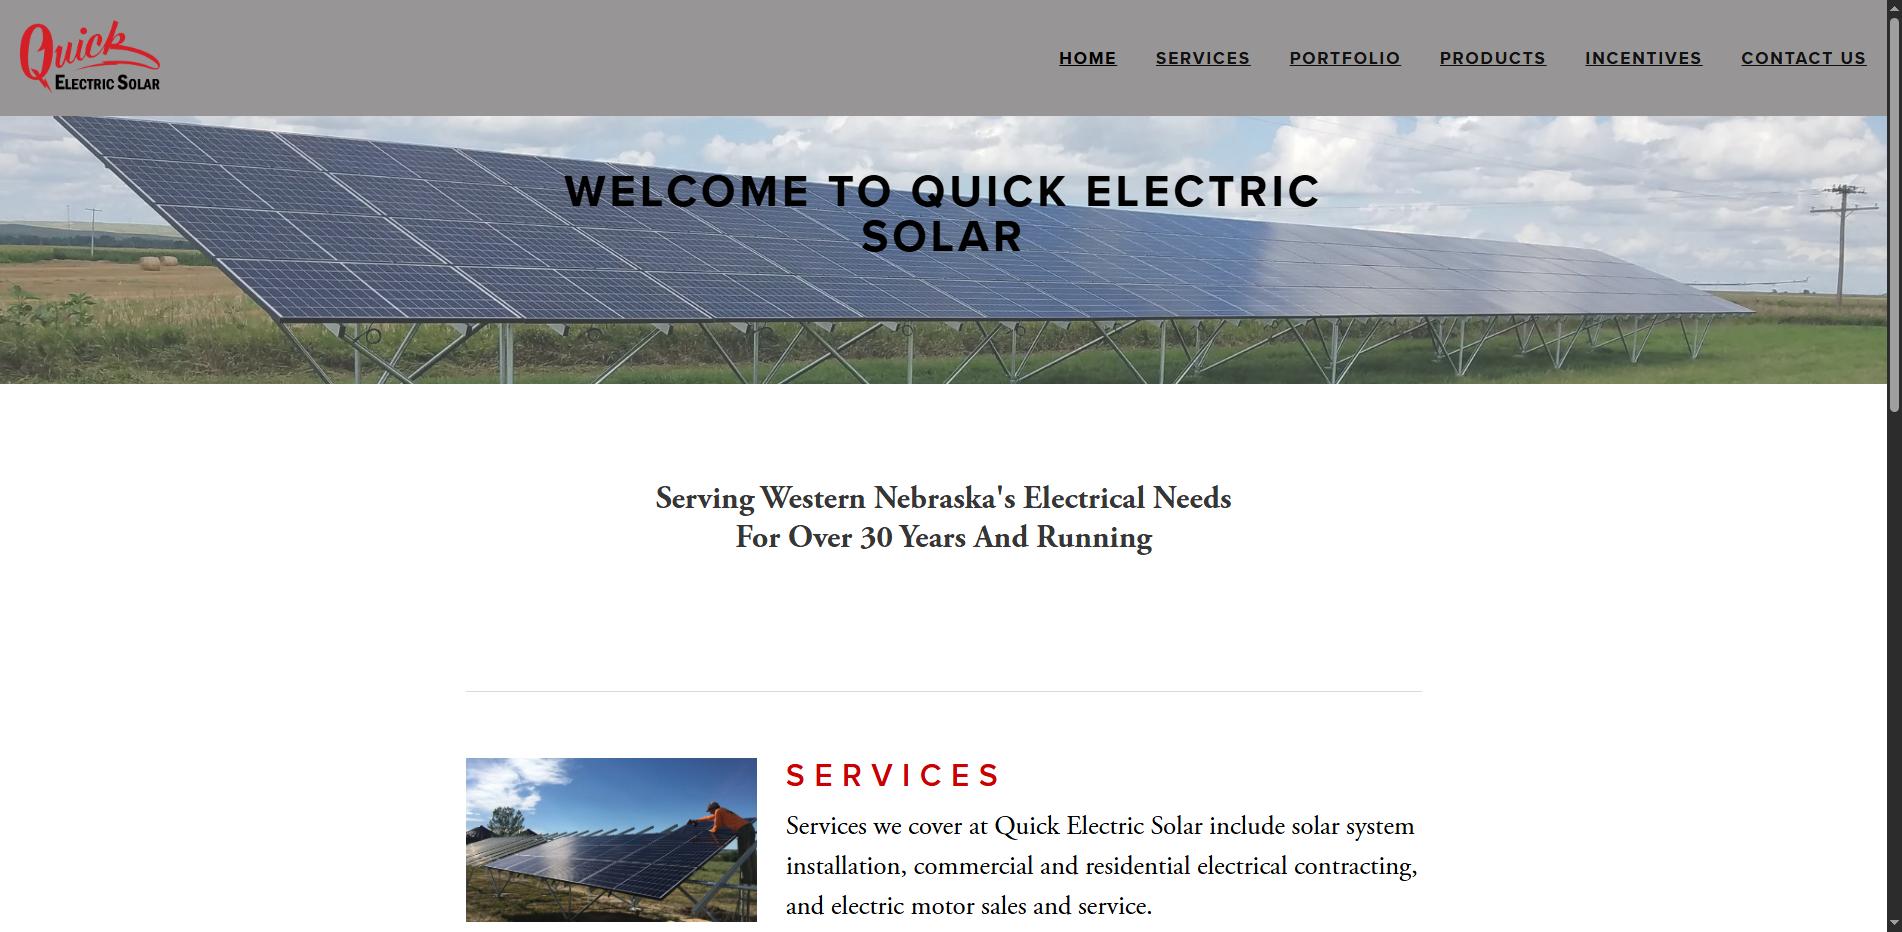 Quick
ELECTRIC SOLAR
HOME SERVICES PORTFOLIO PRODUCTS INCENTIVES CONTACT US
WELCOME TO QUICK ELECTRIC
SOLAR
Serving Western Nebraska's Electrical Needs
For Over 30 Years And Running
SERVICES
Services we cover at Quick Electric Solar include solar system
installation, commercial and residential electrical contracting,
and electric motor sales and service.